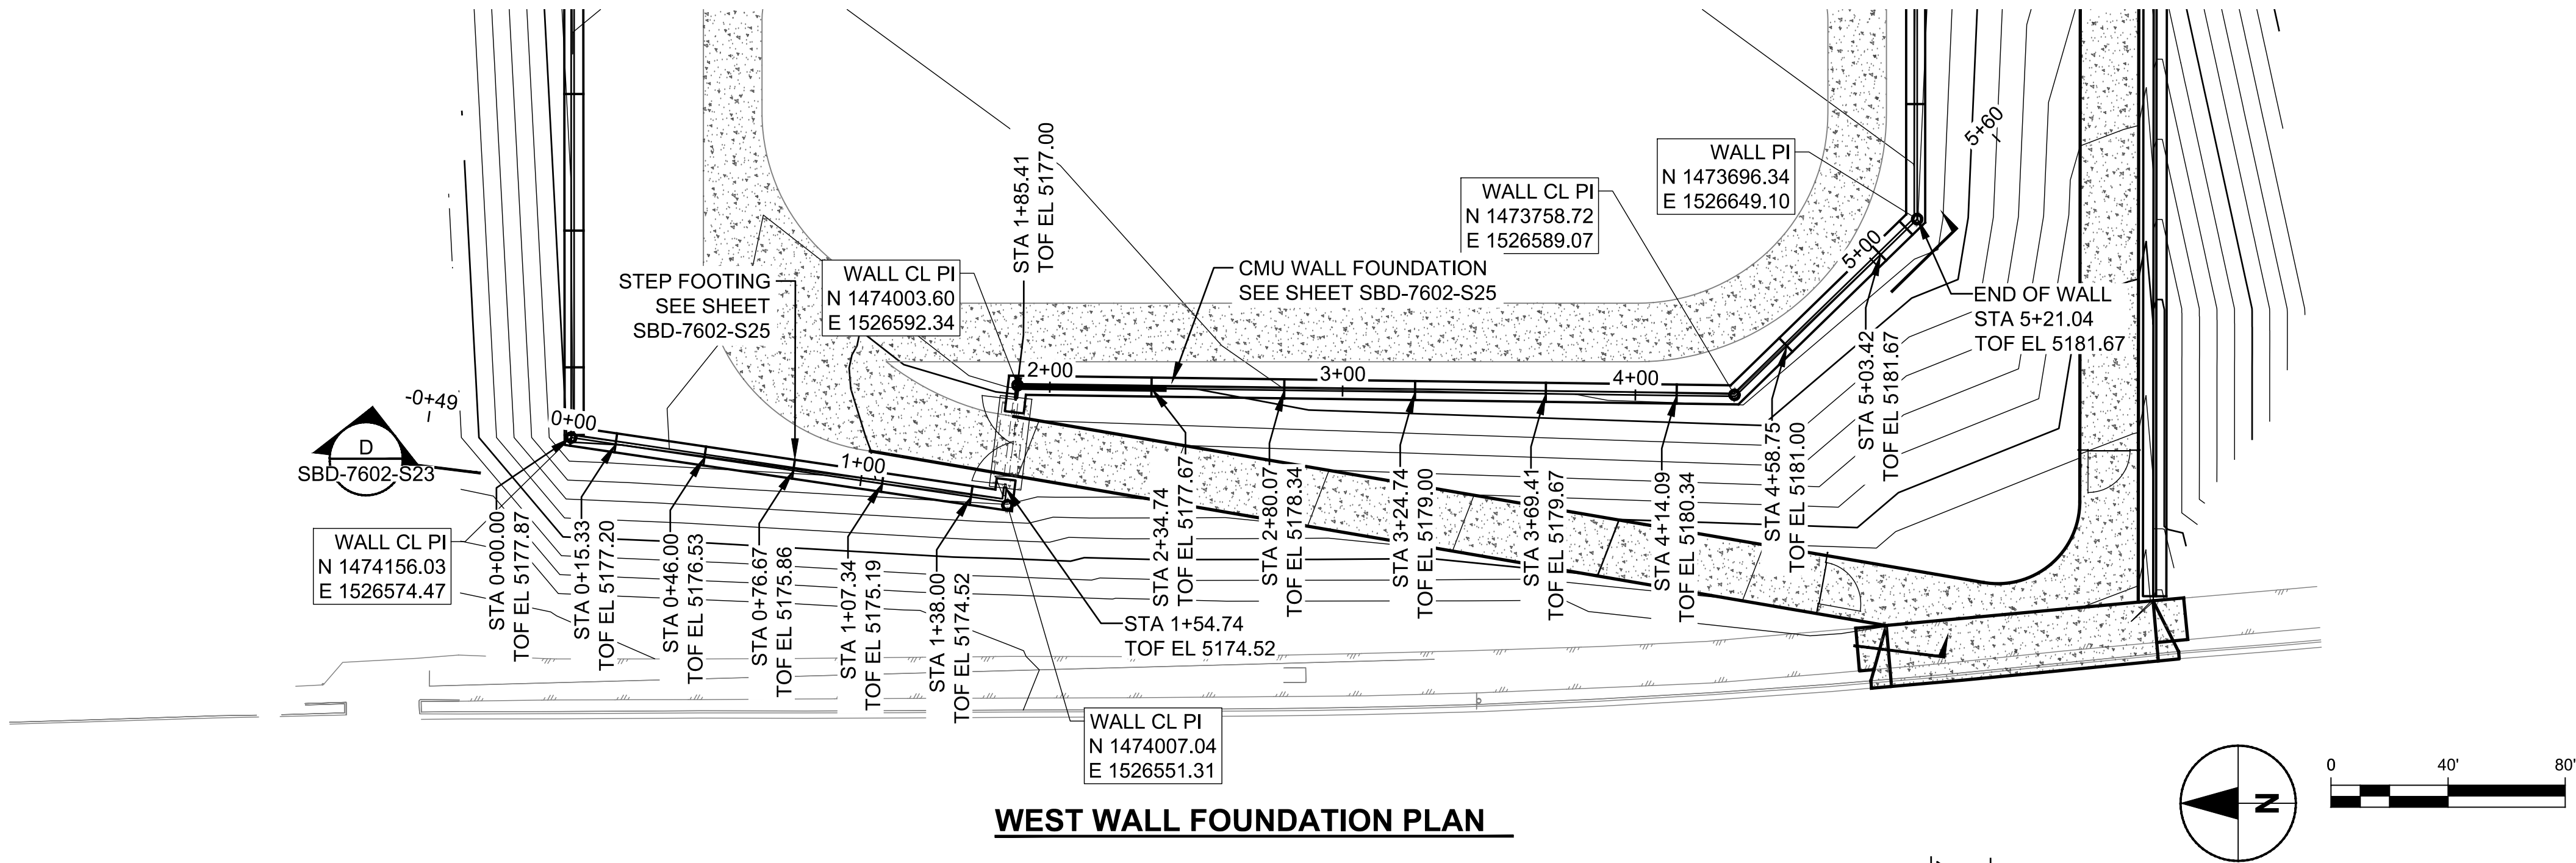 STA 1+85.41
TOF EL 5177.00
WALL PI
N 1473696.34
E 1526649.10
5+60
WALL CL PI
N 1473758.72
E 1526589.07
5+00
STEP FOOTING
SEE SHEET
SBD-7602-S25
WALL CL PI
N 1474003.60
E 1526592.34
CMU WALL FOUNDATION
SEE SHEET SBD-7602-S25
END OF WALL
STA 5+21.04
TOF EL 5181.67
-0+49
0+00
1+00
2+00
3+00
4+00
D
SBD-7602-S23
WALL CL PI
N 1474156.03
E 1526574.47
STA 0+00.00
TOF EL 5177.87
STA 0+15.33
TOF EL 5177.20
STA 0+46.00
TOF EL 5176.53
STA 0+76.67
TOF EL 5175.86
STA 1+07.34
TOF EL 5175.19
STA 1+38.00
TOF EL 5174.52
STA 1+54.74
TOF EL 5174.52
STA 2+34.74
TOF EL 5177.67
STA 2+80.07
TOF EL 5178.34
STA 3+24.74
TOF EL 5179.00
STA 3+69.41
TOF EL 5179.67
STA 4+14.09
TOF EL 5180.34
STA 4+58.75
TOF EL 5181.00
STA 5+03.42
TOF EL 5181.67
WALL CL PI
N 1474007.04
E 1526551.31
WEST WALL FOUNDATION PLAN
N
0 40' 80'